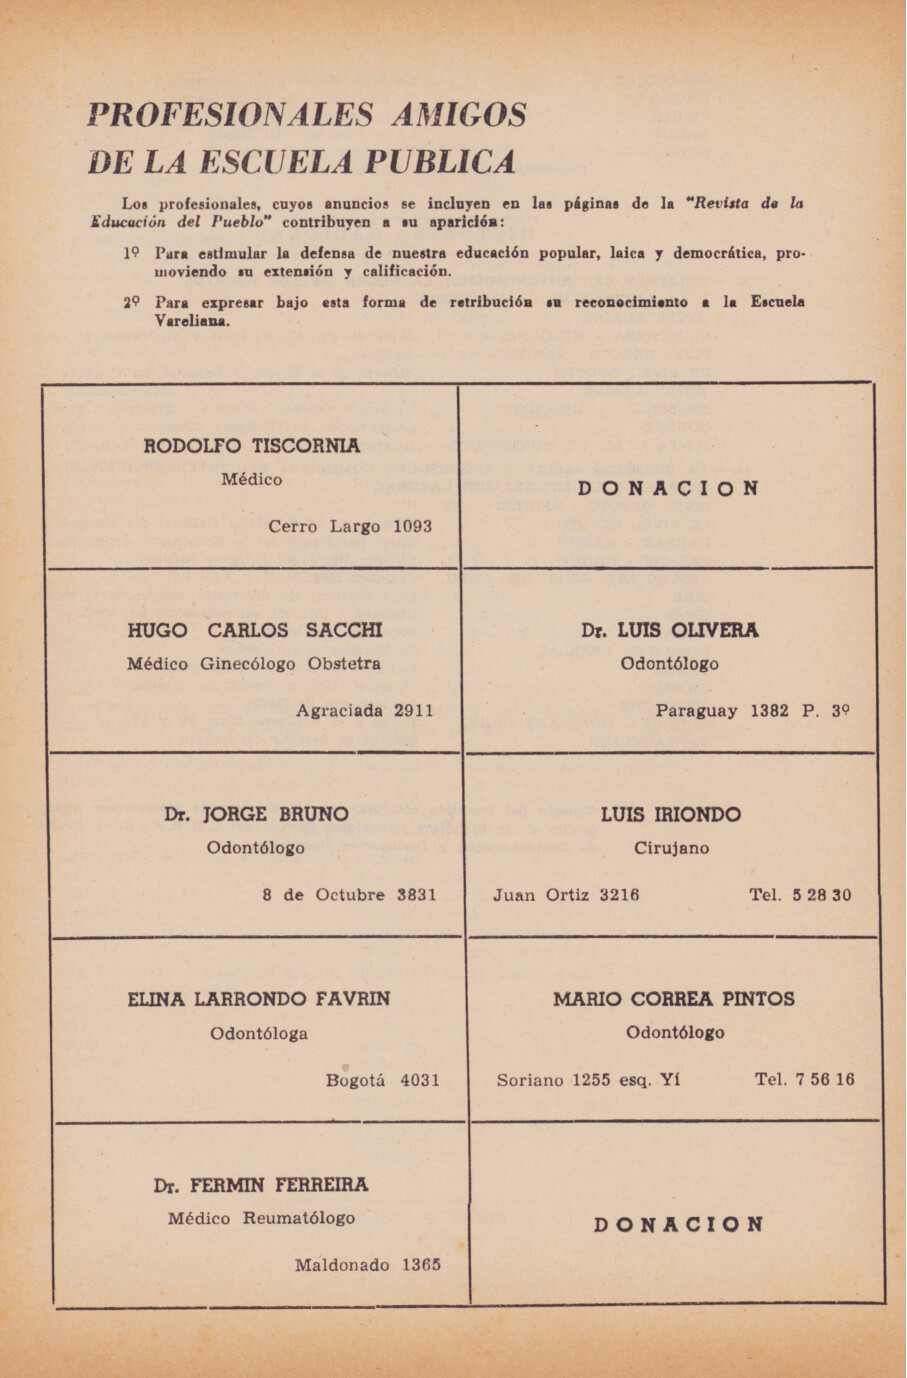 PROFESIONALES AMIGOS
DE LA ESCUELA PUBLICA
Los profesionales, cuyos anuncios se incluyen en las páginas de la "Revista de la
Educación del Pueblo" contribuyen a su aparición:
1º Para estimular la defensa de nuestra educación popular, laica y democrática, pro-
moviendo su extensión y calificación.
2º Para expresar bajo esta forma de retribución su reconocimiento a la Escuela
Vareliana.
RODOLFO TISCORNIA
Médico
Cerro Largo 1093
DONACION
HUGO CARLOS SACCHI
Médico Ginecólogo Obstetra
Agraciada 2911
Dr. LUIS OLIVERA
Odontólogo
Paraguay 1382 P. 3º
Dr. JORGE BRUNO
Odontólogo
8 de Octubre 3831
LUIS IRIONDO
Cirujano
Juan Ortiz 3216 Tel. 5 28 30
ELINA LARRONDO FAVRIN
Odontóloga
Bogotá 4031
MARIO CORREA PINTOS
Odontólogo
Soriano 1255 esq. Yí Tel. 7 56 16
Dr. FERMIN FERREIRA
Médico Reumatólogo
Maldonado 1365
DONACION